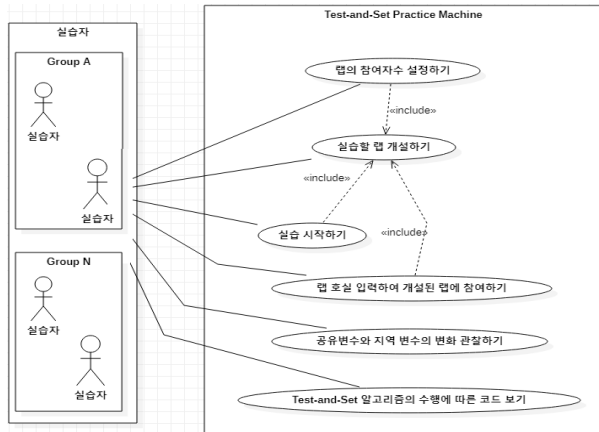 실습자
Group A
실습자
실습자
Group N
실습자
실습자
Test-and-Set Practice Machine
랩의 참여자수 설정하기
«include»
실습할 랩 개설하기
«include»
실습 시작하기
«include»
랩 호실 입력하여 개설된 랩에 참여하기
공유변수와 지역 변수의 변화 관찰하기
Test-and-Set 알고리즘의 수행에 따른 코드 보기